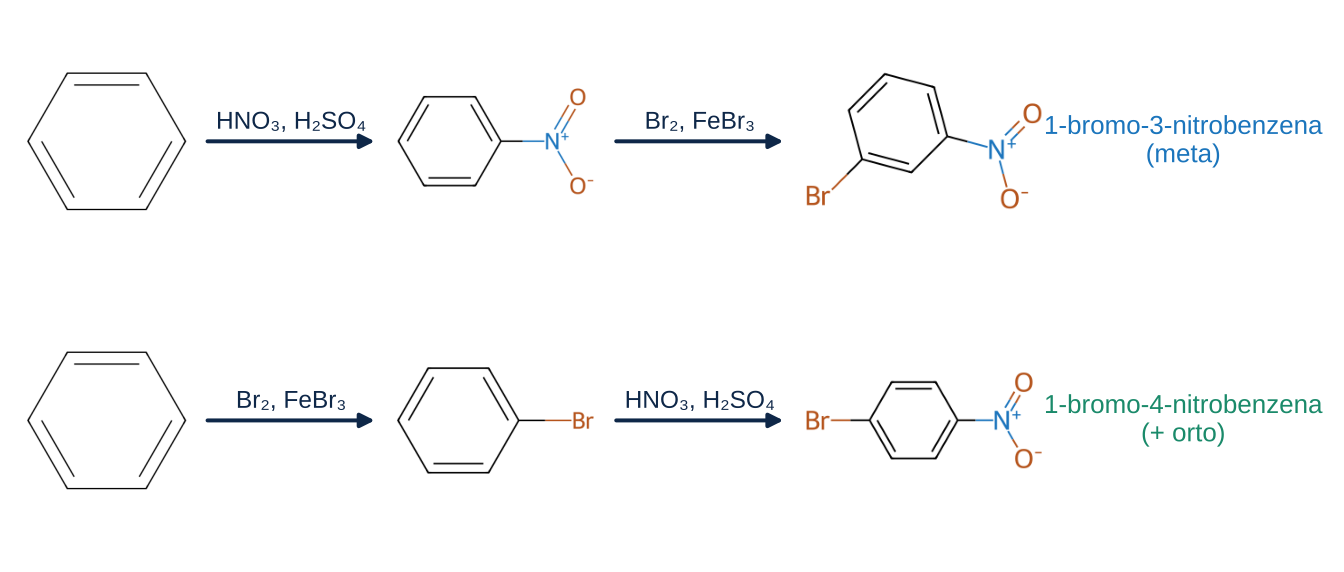 HNO₃, H₂SO₄
Br₂, FeBr₃
O
N⁺
O⁻
O
N⁺
O⁻
Br
1-bromo-3-nitrobenzena
(meta)
Br₂, FeBr₃
HNO₃, H₂SO₄
Br
Br
O
N⁺
O⁻
1-bromo-4-nitrobenzena
(+ orto)